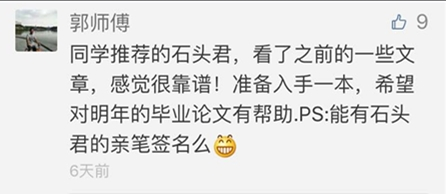 郭师傅
9
同学推荐的石头君，看了之前的一些文
章，感觉很靠谱！准备入手一本，希望
对明年的毕业论文有帮助.PS:能有石头
君的亲笔签名么😁
6天前